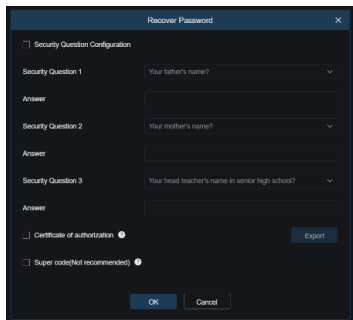 Recover Password
Security Question Configuration
Security Question 1 Your father's name?
Answer
Security Question 2 Your mother's name?
Answer
Security Question 3 Your head teacher's name in senior high school?
Answer
Certificate of authorization Export
Super code(Not recommended)
OK Cancel